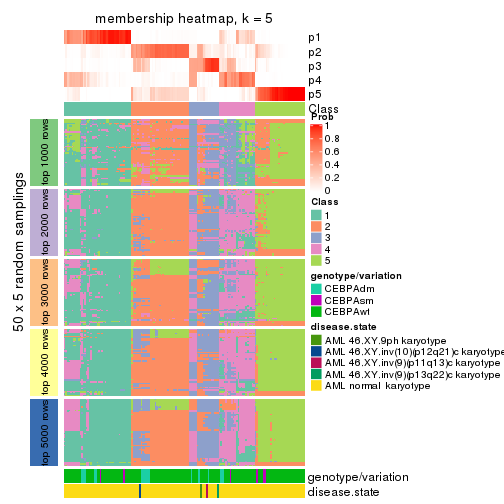 membership heatmap, k = 5
p1
p2
p3
p4
p5
Class
50 x 5 random samplings
top 1000 rows
top 2000 rows
top 3000 rows
top 4000 rows
top 5000 rows
Prob
1
0.8
0.6
0.4
0.2
0
Class
1
2
3
4
5
genotype/variation
CEBPAdm
CEBPAsm
CEBPAwt
disease.state
AML 46.XY.9ph karyotype
AML 46.XY.inv(10)(p12q21)c karyotype
AML 46.XY.inv(9)(p11q13)c karyotype
AML 46.XY.inv(9)(p13q22)c karyotype
AML normal karyotype
genotype/variation
disease.state